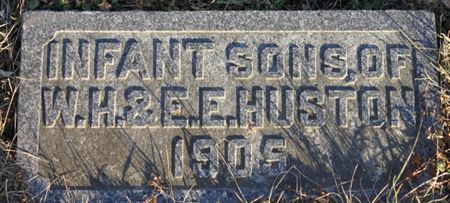 INFANT SONS, OF
W.H.&E.E. HUSTON
1905